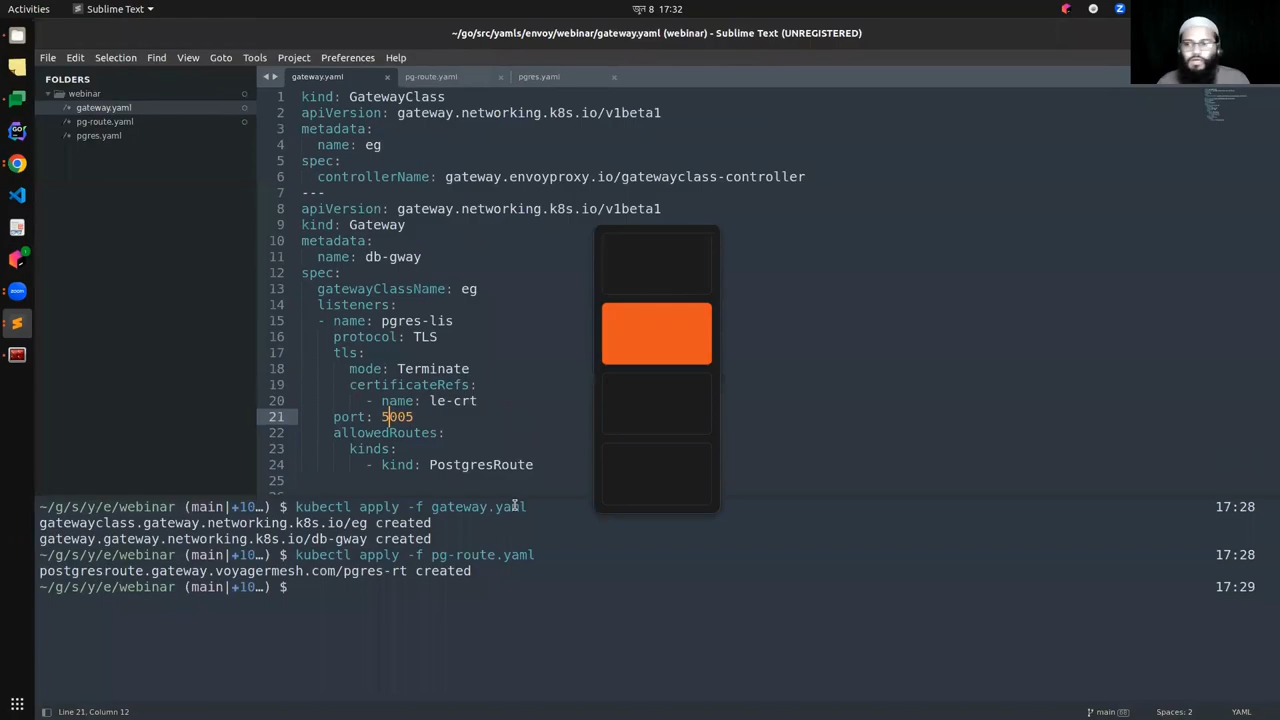 Activities
Sublime Text
জুন 8 17:32
~/go/src/yamls/envoy/webinar/gateway.yaml (webinar) - Sublime Text (UNREGISTERED)
File Edit Selection Find View Goto Tools Project Preferences Help
FOLDERS
webinar
/* gateway.yaml
/* pg-route.yaml
/* pgres.yaml
GO
zoom
1
gateway.yaml × pg-route.yaml × pgres.yaml ×
1 kind: GatewayClass
2 apiVersion: gateway.networking.k8s.io/v1beta1
3 metadata:
4 name: eg
5 spec:
6 controllerName: gateway.envoyproxy.io/gatewayclass-controller
7 ---
8 apiVersion: gateway.networking.k8s.io/v1beta1
9 kind: Gateway
10 metadata:
11 name: db-gway
12 spec:
13 gatewayClassName: eg
14 listeners:
15 - name: pgres-lis
16 protocol: TLS
17 tls:
18 mode: Terminate
19 certificateRefs:
20 - name: le-crt
21 port: 5005
22 allowedRoutes:
23 kinds:
24 - kind: PostgresRoute
25
~/g/s/y/e/webinar (main|+10…) $ kubectl apply -f gateway.yaml 17:28
gatewayclass.gateway.networking.k8s.io/eg created
gateway.gateway.networking.k8s.io/db-gway created
~/g/s/y/e/webinar (main|+10…) $ kubectl apply -f pg-route.yaml 17:28
postgresroute.gateway.voyagermesh.com/pgres-rt created
~/g/s/y/e/webinar (main|+10…) $ 17:29
Line 21, Column 12
main
Spaces: 2
YAML